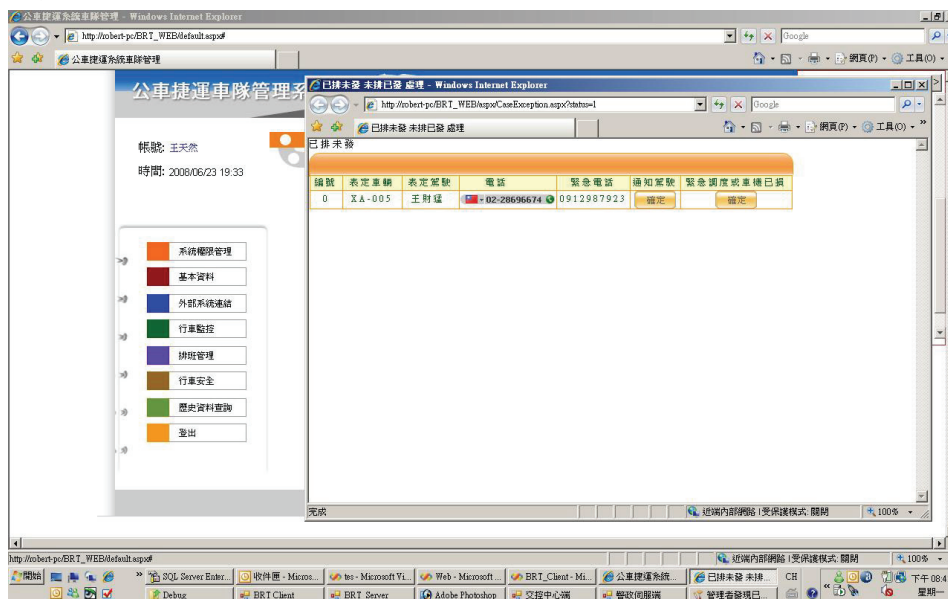 公車捷運系統車隊管理 - Windows Internet Explorer
http://robert-pc/BRT_WEB/default.aspx#
Google
公車捷運系統車隊管理
網頁(P)
工具(O)
公車捷運車隊管理系
帳號: 王天然
時間: 2008/06/23 19:33
系統權限管理
基本資料
外部系統連結
行車監控
排班管理
行車安全
歷史資料查詢
登出
已排未發 未排已發 處理 - Windows Internet Explorer
http://robert-pc/BRT_WEB/aspx/CaseException.aspx?status=1
Google
已排未發 未排已發 處理
網頁(P)
工具(O)
已排未發
編號 表定車輛 表定駕駛 電話 緊急電話 通知駕駛 緊急調度或車機已損
0 XA-005 王財猛 02-28696674 0912987923 確定 確定
完成
近端內部網路 | 受保護模式: 關閉
100%
http://robert-pc/BRT_WEB/default.aspx#
近端內部網路 | 受保護模式: 關閉
100%
開始
SQL Server Enter...
收件匣 - Micros...
tes - Microsoft Vi...
Web - Microsoft ...
BRT_Client - Mi...
公車捷運系統...
已排未發 未排...
CH
下午 08:4
Debug
BRT Client
BRT Server
Adobe Photoshop
交控中心端
警政伺服端
管理者發現已...
星期一